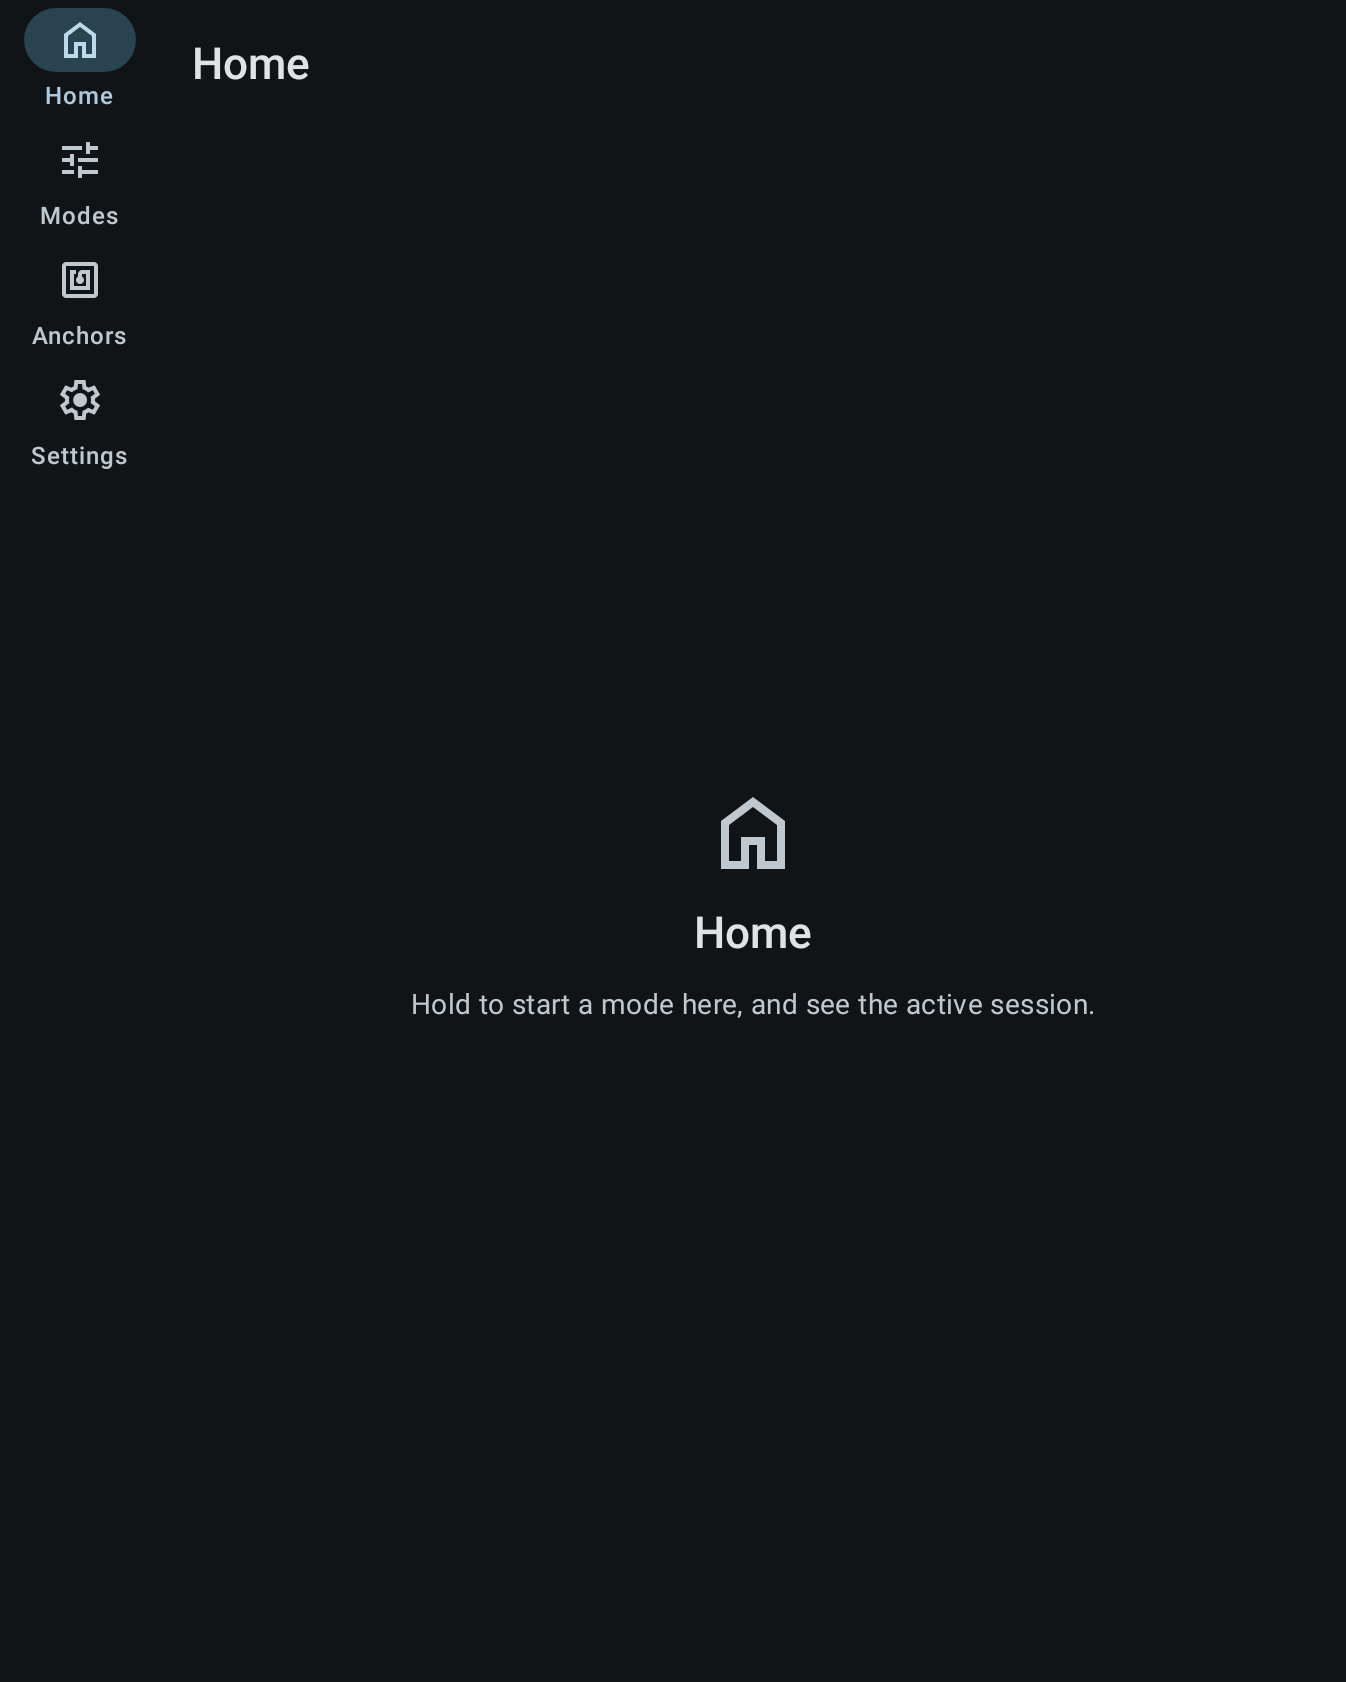 Home
Home
Modes
Anchors
Settings
Home
Hold to start a mode here, and see the active session.